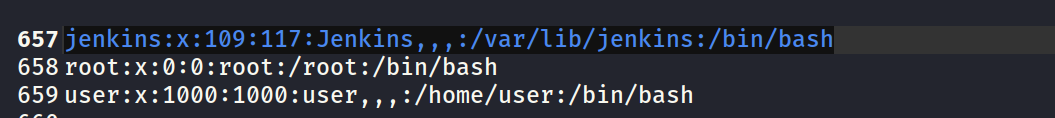 657 jenkins:x:109:117:Jenkins,,,:/var/lib/jenkins:/bin/bash
658 root:x:0:0:root:/root:/bin/bash
659 user:x:1000:1000:user,,,:/home/user:/bin/bash